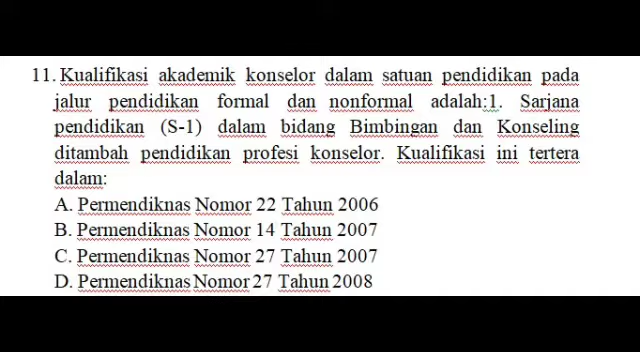 11. Kualifikasi akademik konselor dalam satuan pendidikan pada
jalur pendidikan formal dan nonformal adalah:1. Sarjana
pendidikan (S-1) dalam bidang Bimbingan dan Konseling
ditambah pendidikan profesi konselor. Kualifikasi ini tertera
dalam:
A. Permendiknas Nomor 22 Tahun 2006
B. Permendiknas Nomor 14 Tahun 2007
C. Permendiknas Nomor 27 Tahun 2007
D. Permendiknas Nomor 27 Tahun 2008